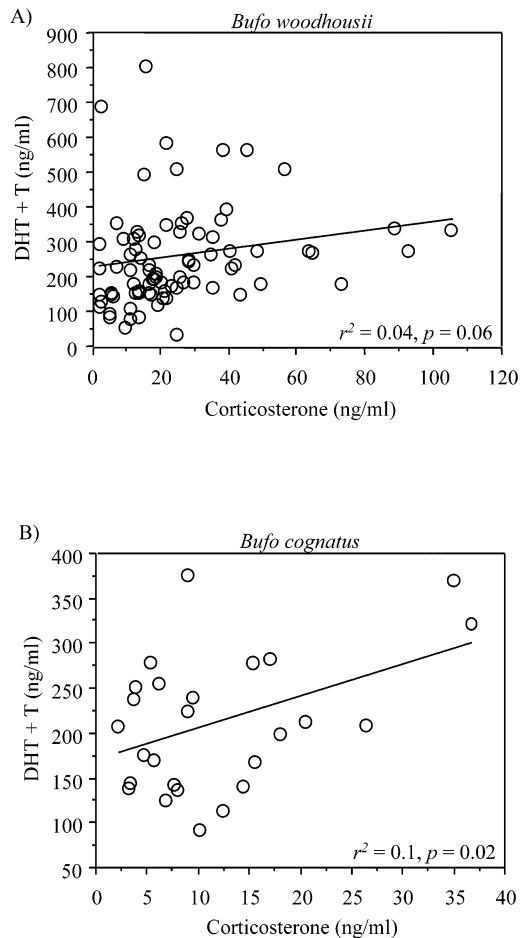 A)
Bufo woodhousii
DHT + T (ng/ml)
900
800
700
600
500
400
300
200
100
0
r² = 0.04, p = 0.06
0 20 40 60 80 100 120
Corticosterone (ng/ml)
B)
Bufo cognatus
DHT + T (ng/ml)
400
350
300
250
200
150
100
50
r² = 0.1, p = 0.02
0 5 10 15 20 25 30 35 40
Corticosterone (ng/ml)